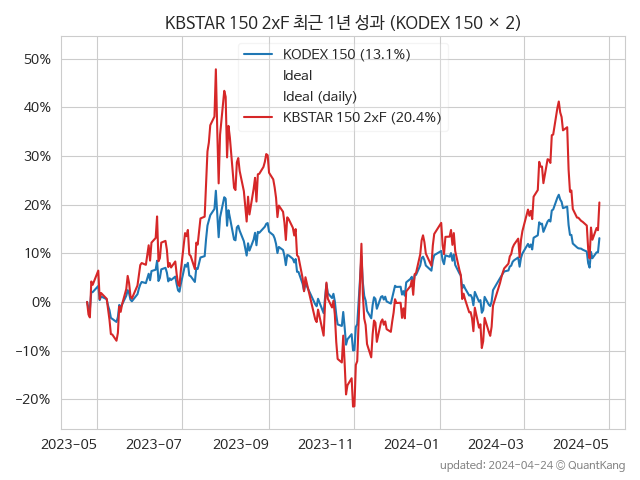 KBSTAR 150 2xF 최근 1년 성과 (KODEX 150 × 2)
KODEX 150 (13.1%)
Ideal
Ideal (daily)
KBSTAR 150 2xF (20.4%)
50%
40%
30%
20%
10%
0%
−10%
−20%
2023-05
2023-07
2023-09
2023-11
2024-01
2024-03
2024-05
updated: 2024-04-24 © QuantKang